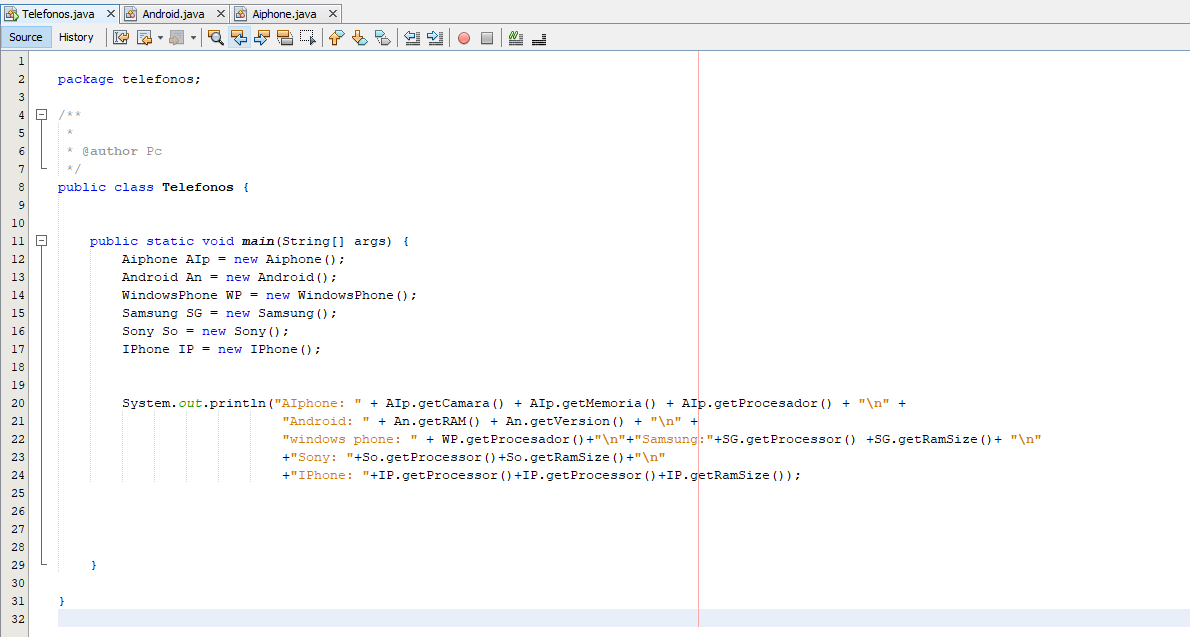 Telefonos.java Android.java Aiphone.java
Source History
1
2 package telefonos;
3
4 /**
5 *
6 * @author Pc
7 */
8 public class Telefonos {
9
10
11 public static void main(String[] args) {
12 Aiphone AIp = new Aiphone();
13 Android An = new Android();
14 WindowsPhone WP = new WindowsPhone();
15 Samsung SG = new Samsung();
16 Sony So = new Sony();
17 IPhone IP = new IPhone();
18
19
20 System.out.println("AIphone: " + AIp.getCamara() + AIp.getMemoria() + AIp.getProcesador() + "\n" +
21 "Android: " + An.getRAM() + An.getVersion() + "\n" +
22 "windows phone: " + WP.getProcesador()+"\n"+"Samsung:"+SG.getProcessor() +SG.getRamSize()+ "\n"
23 +"Sony: "+So.getProcessor()+So.getRamSize()+"\n"
24 +"IPhone: "+IP.getProcessor()+IP.getProcessor()+IP.getRamSize());
25
26
27
28
29 }
30
31 }
32